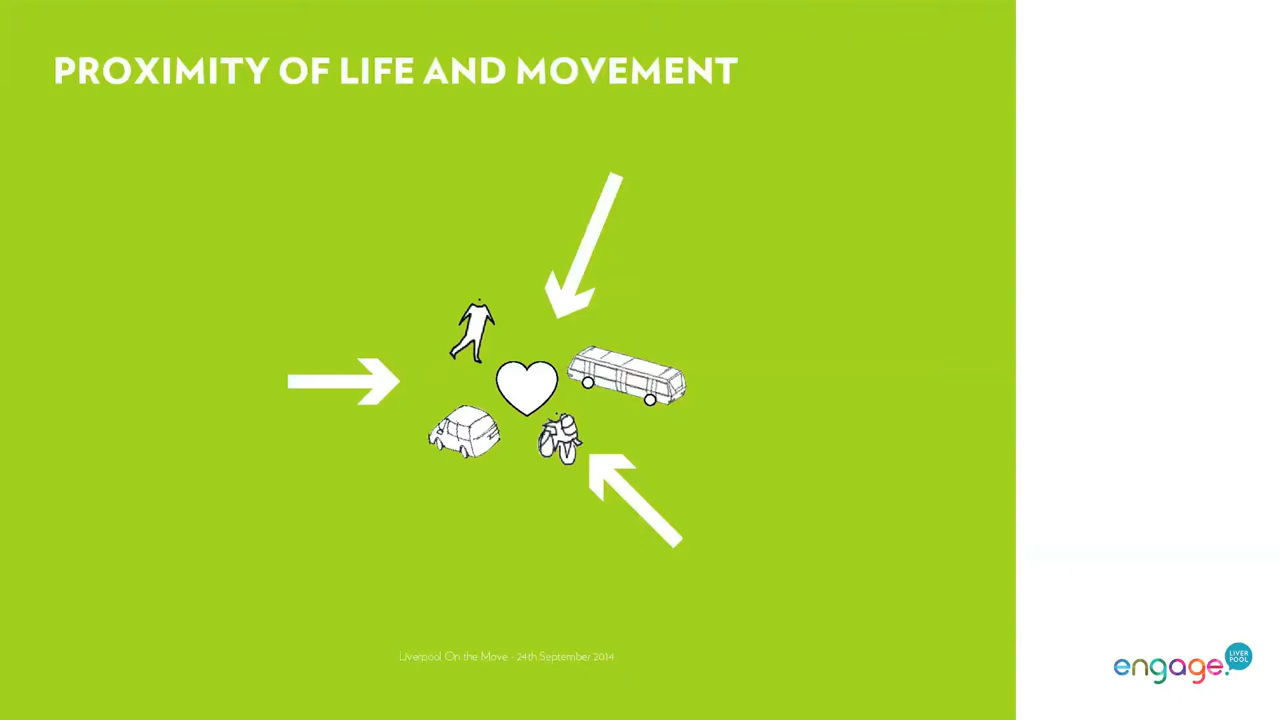 PROXIMITY OF LIFE AND MOVEMENT
Liverpool On the Move - 24th September 2014
engage.
LIVER
POOL